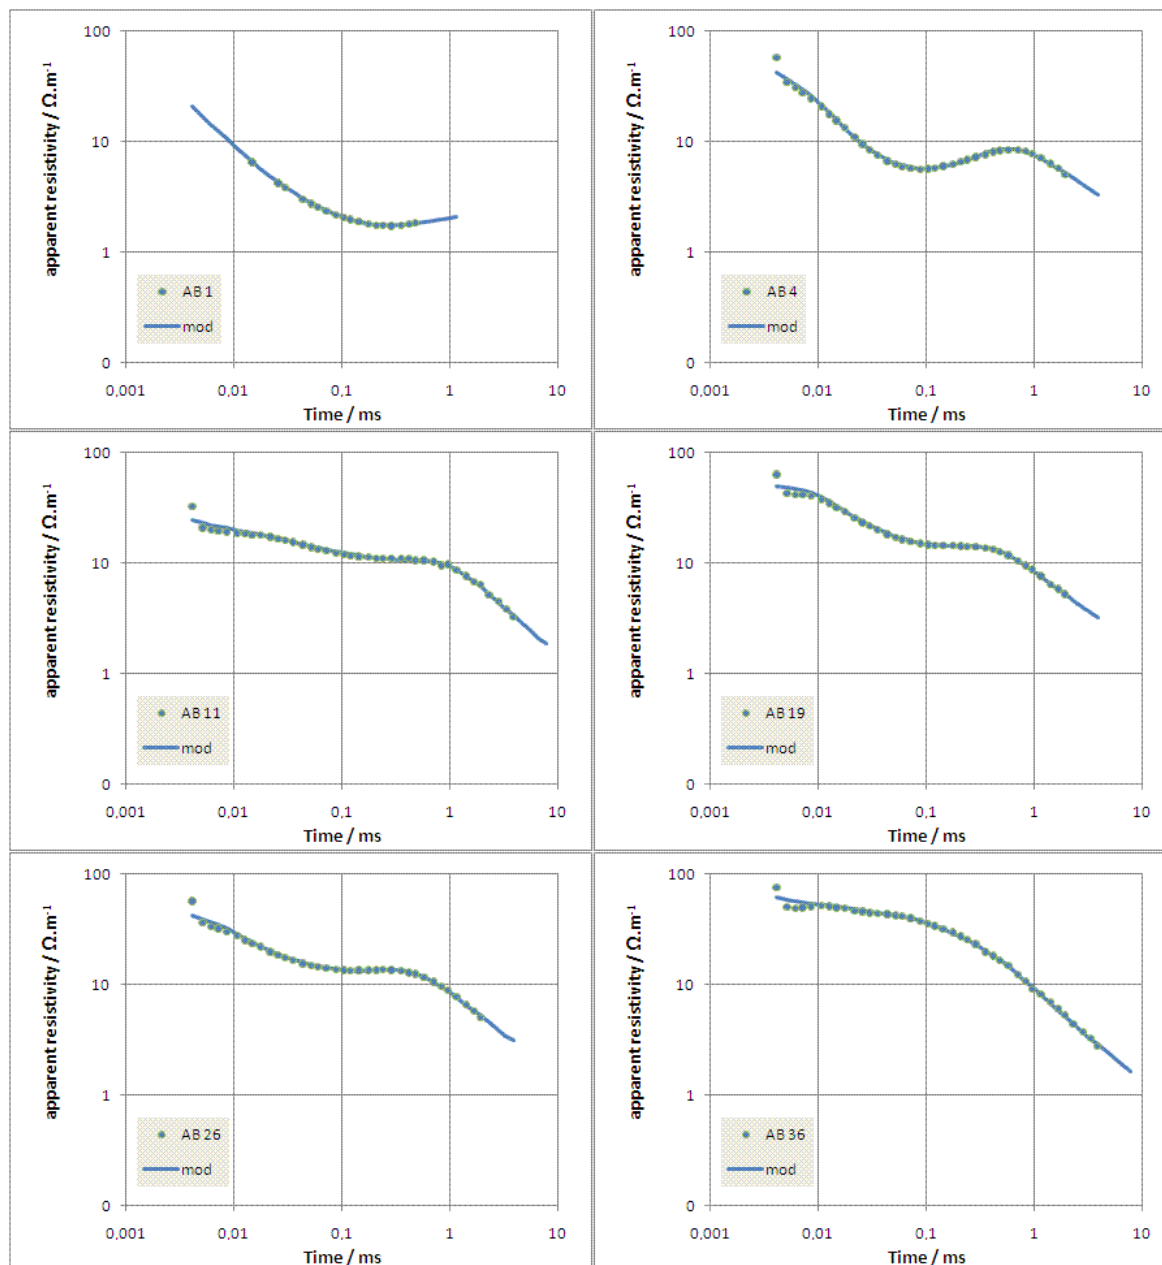 100
10
1
0
apparent resistivity / Ω.m⁻¹
AB 1
mod
0,001 0,01 0,1 1 10
Time / ms
100
10
1
0
apparent resistivity / Ω.m⁻¹
AB 4
mod
0,001 0,01 0,1 1 10
Time / ms
100
10
1
0
apparent resistivity / Ω.m⁻¹
AB 11
mod
0,001 0,01 0,1 1 10
Time / ms
100
10
1
0
apparent resistivity / Ω.m⁻¹
AB 19
mod
0,001 0,01 0,1 1 10
Time / ms
100
10
1
0
apparent resistivity / Ω.m⁻¹
AB 26
mod
0,001 0,01 0,1 1 10
Time / ms
100
10
1
0
apparent resistivity / Ω.m⁻¹
AB 36
mod
0,001 0,01 0,1 1 10
Time / ms